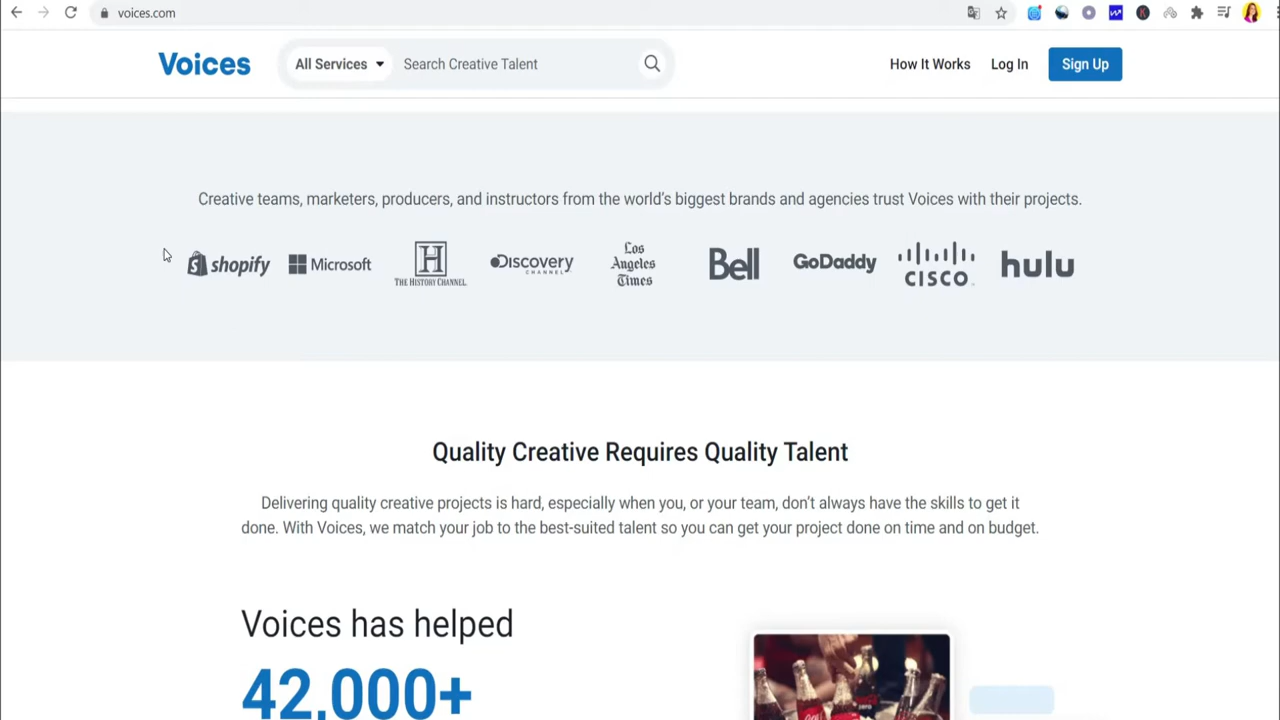 voices.com
Voices
All Services
Search Creative Talent
How It Works
Log In
Sign Up
Creative teams, marketers, producers, and instructors from the world's biggest brands and agencies trust Voices with their projects.
shopify
Microsoft
H
THE HISTORY CHANNEL
Discovery
CHANNEL
Los
Angeles
Times
Bell
GoDaddy
CISCO
hulu
Quality Creative Requires Quality Talent
Delivering quality creative projects is hard, especially when you, or your team, don't always have the skills to get it
done. With Voices, we match your job to the best-suited talent so you can get your project done on time and on budget.
Voices has helped
42,000+